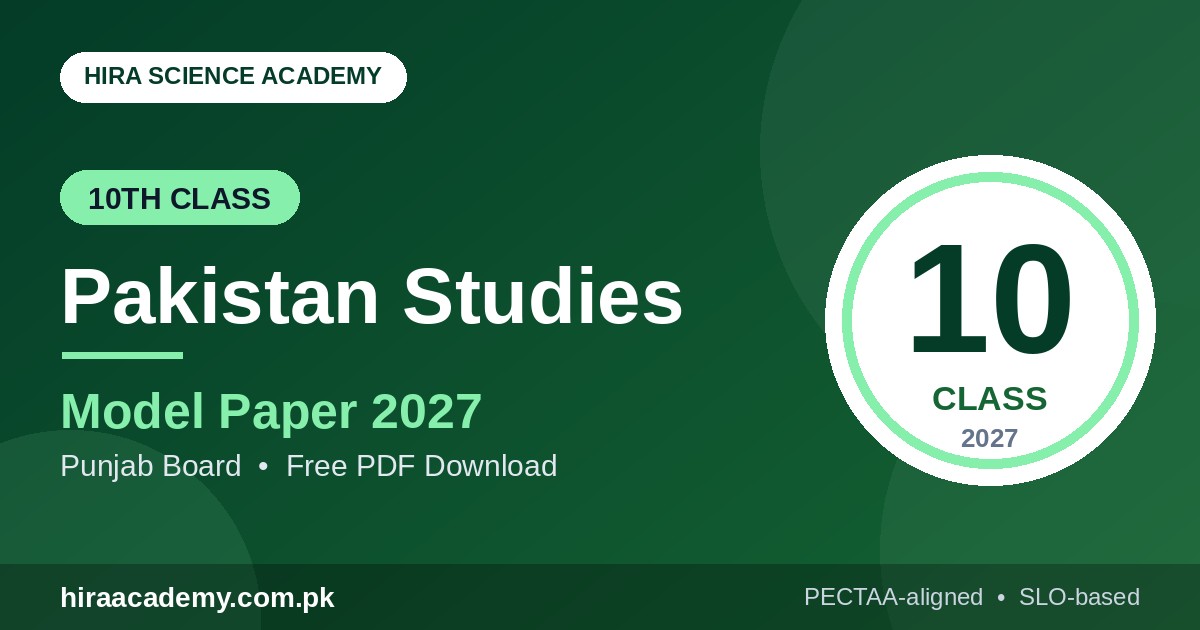 HIRA SCIENCE ACADEMY
10TH CLASS
Pakistan Studies
Model Paper 2027
Punjab Board • Free PDF Download
10
CLASS
2027
hiraacademy.com.pk
PECTAA-aligned • SLO-based